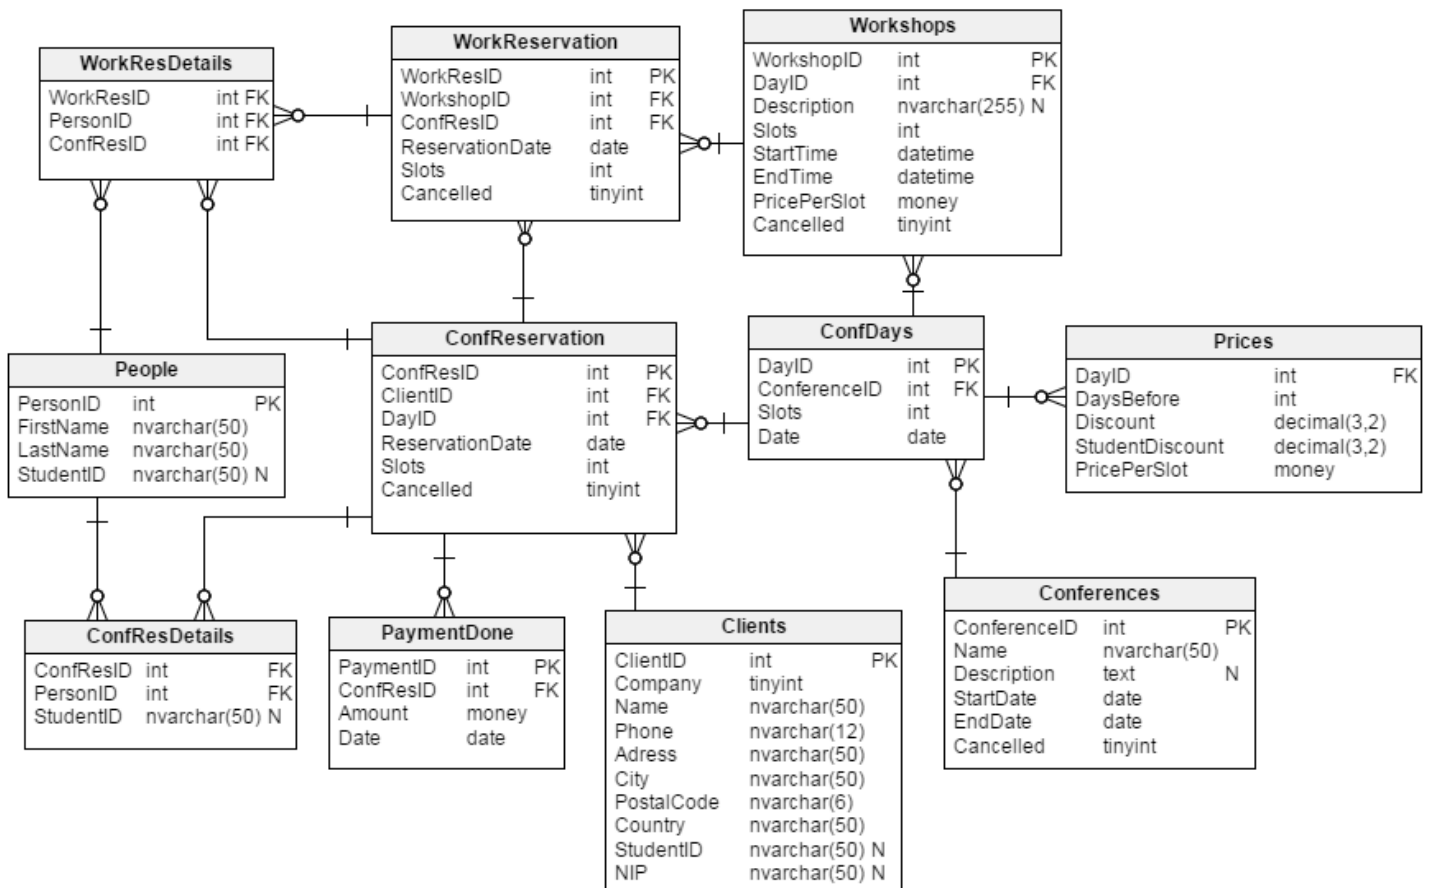 WorkResDetails
WorkResID int FK
PersonID int FK
ConfResID int FK
WorkReservation
WorkResID int PK
WorkshopID int FK
ConfResID int FK
ReservationDate date
Slots int
Cancelled tinyint
Workshops
WorkshopID int PK
DayID int FK
Description nvarchar(255) N
Slots int
StartTime datetime
EndTime datetime
PricePerSlot money
Cancelled tinyint
People
PersonID int PK
FirstName nvarchar(50)
LastName nvarchar(50)
StudentID nvarchar(50) N
ConfReservation
ConfResID int PK
ClientID int FK
DayID int FK
ReservationDate date
Slots int
Cancelled tinyint
ConfDays
DayID int PK
ConferenceID int FK
Slots int
Date date
Prices
DayID int FK
DaysBefore int
Discount decimal(3,2)
StudentDiscount decimal(3,2)
PricePerSlot money
ConfResDetails
ConfResID int FK
PersonID int FK
StudentID nvarchar(50) N
PaymentDone
PaymentID int PK
ConfResID int FK
Amount money
Date date
Clients
ClientID int PK
Company tinyint
Name nvarchar(50)
Phone nvarchar(12)
Adress nvarchar(50)
City nvarchar(50)
PostalCode nvarchar(6)
Country nvarchar(50)
StudentID nvarchar(50) N
NIP nvarchar(50) N
Conferences
ConferenceID int PK
Name nvarchar(50)
Description text N
StartDate date
EndDate date
Cancelled tinyint